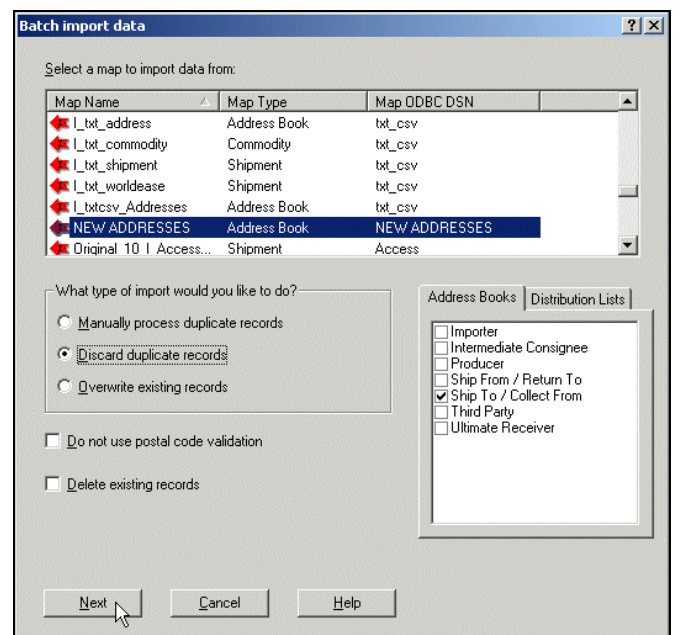 Batch import data
Select a map to import data from:
Map Name Map Type Map ODBC DSN
I_txt_address Address Book txt_csv
I_txt_commodity Commodity txt_csv
I_txt_shipment Shipment txt_csv
I_txt_worldease Shipment txt_csv
I_txtcsv_Addresses Address Book txt_csv
NEW ADDRESSES Address Book NEW ADDRESSES
Original 10 I Access... Shipment Access
What type of import would you like to do?
Manually process duplicate records
Discard duplicate records
Overwrite existing records
Do not use postal code validation
Delete existing records
Address Books Distribution Lists
Importer
Intermediate Consignee
Producer
Ship From / Return To
Ship To / Collect From
Third Party
Ultimate Receiver
Next Cancel Help